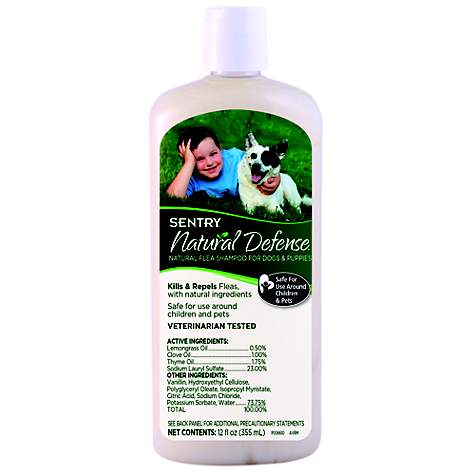 SENTRY
Natural Defense
NATURAL FLEA SHAMPOO FOR DOGS & PUPPIES
Kills & Repels Fleas,
with natural ingredients
Safe for use around
children and pets
VETERINARIAN TESTED
Safe For
Use Around
Children
& Pets
ACTIVE INGREDIENTS:
Lemongrass Oil 0.50%
Clove Oil 1.00%
Thyme Oil 1.75%
Sodium Lauryl Sulfate 23.00%
OTHER INGREDIENTS:
Vanillin, Hydroxyethyl Cellulose,
Polyglyceryl Oleate, Isopropyl Myristate,
Citric Acid, Sodium Chloride,
Potassium Sorbate, Water 73.75%
TOTAL 100.00%
SEE BACK PANEL FOR ADDITIONAL PRECAUTIONARY STATEMENTS
NET CONTENTS: 12 fl oz (355 mL)